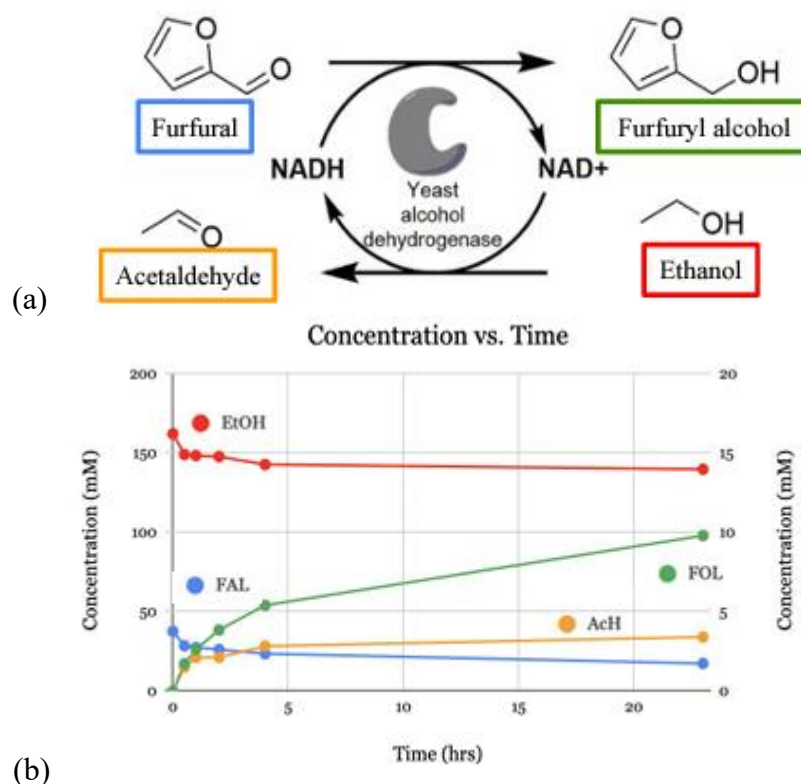 O
O
OH
Furfural
Furfuryl alcohol
NADH
NAD+
Yeast
alcohol
dehydrogenase
O
OH
Acetaldehyde
Ethanol
(a)
Concentration vs. Time
200
20
EtOH
150
15
Concentration (mM)
Concentration (mM)
100
10
FAL
FOL
50
5
AcH
0
0
0
5
10
15
20
Time (hrs)
(b)